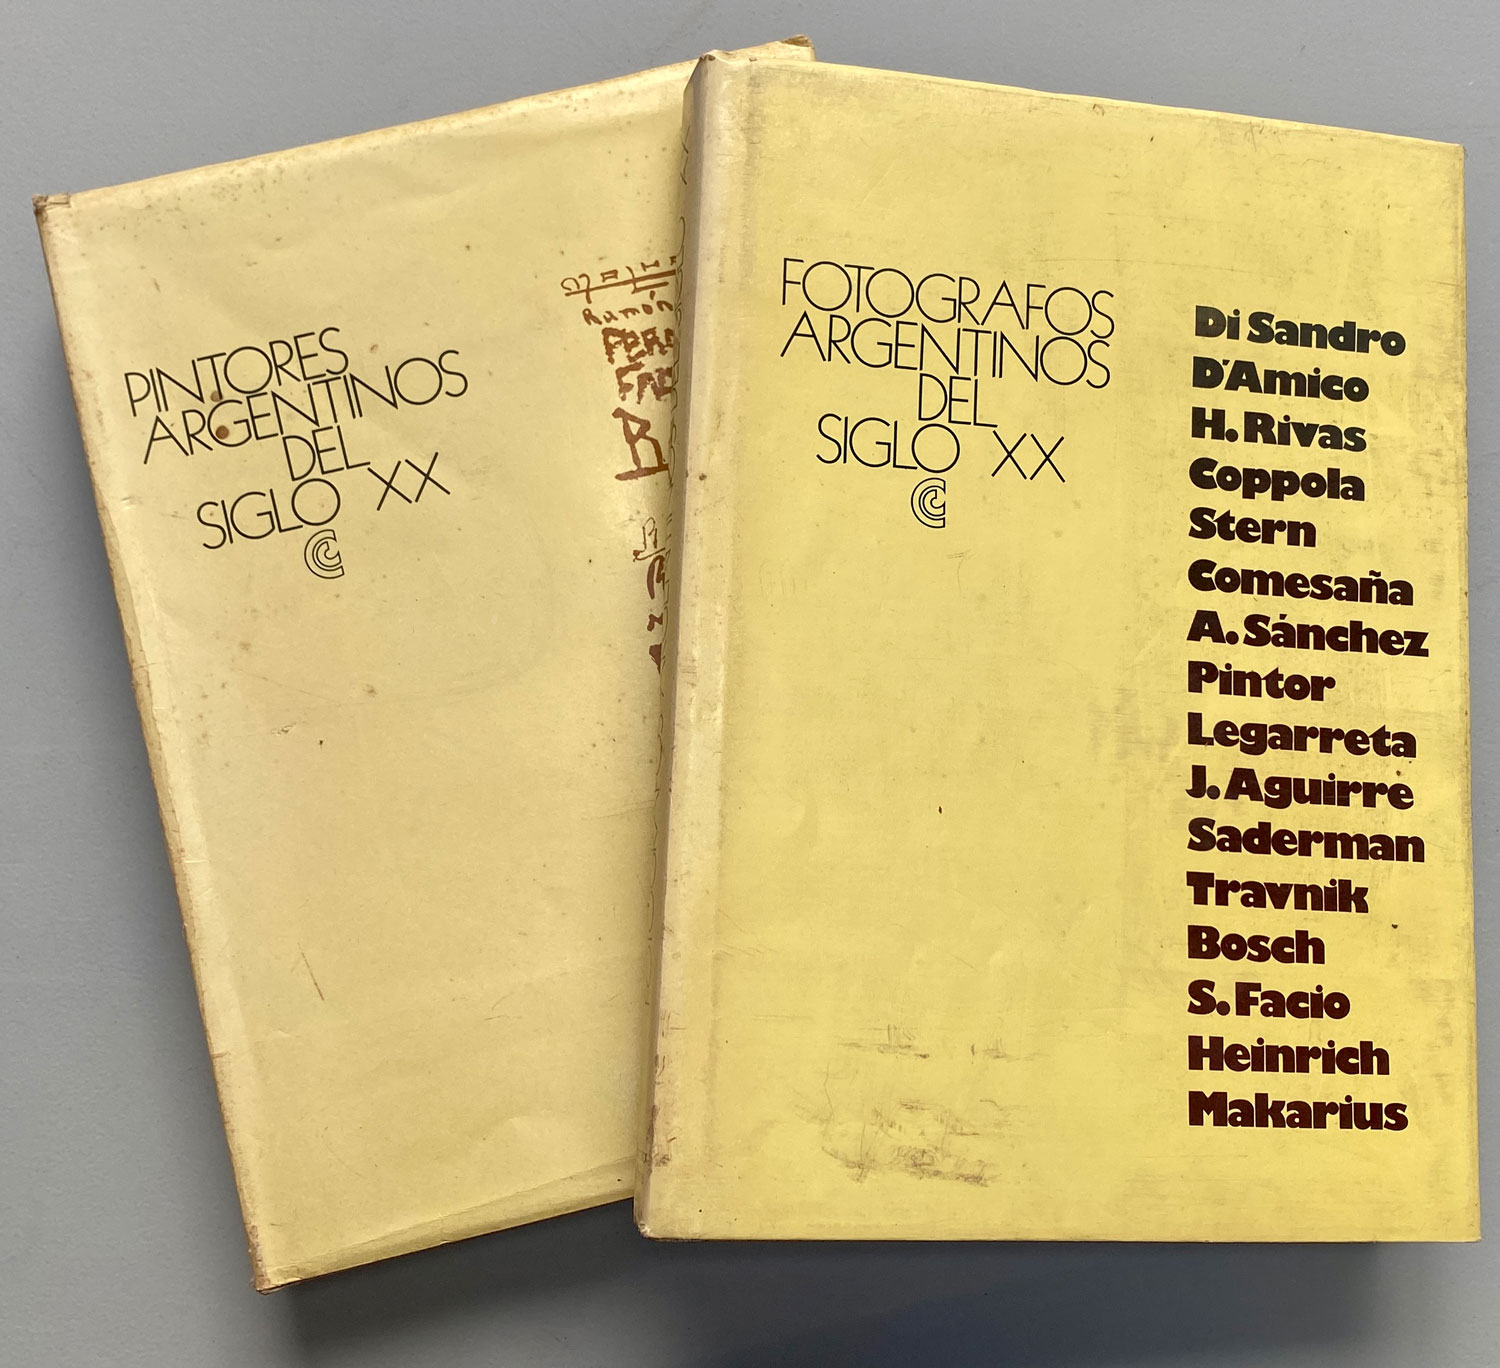 PINTORES
ARGENTINOS
DEL
SIGLO XX
Ramón
FOTOGRAFOS
ARGENTINOS
DEL
SIGLO XX
Di Sandro
D'Amico
H. Rivas
Coppola
Stern
Comesaña
A. Sánchez
Pintor
Legarreta
J. Aguirre
Saderman
Travnik
Bosch
S. Facio
Heinrich
Makarius